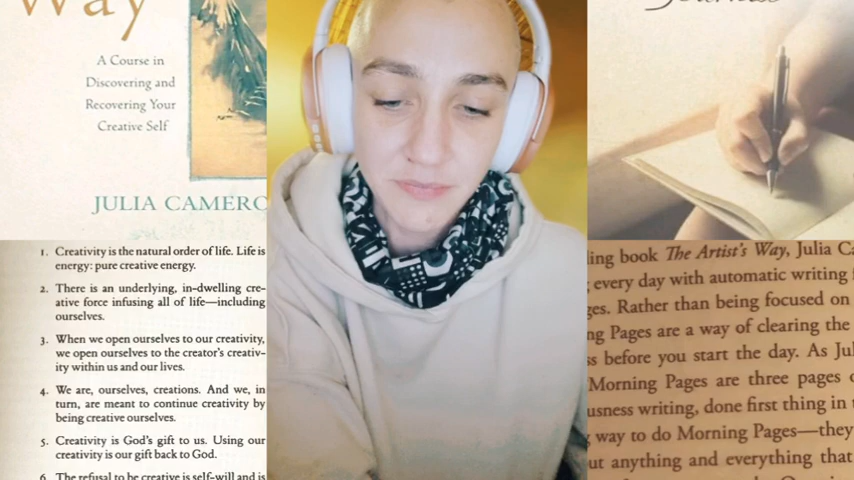 Way
A Course in
Discovering and
Recovering Your
Creative Self
JULIA CAMERO
1. Creativity is the natural order of life. Life is
energy: pure creative energy.
2. There is an underlying, in-dwelling cre-
ative force infusing all of life—including
ourselves.
3. When we open ourselves to our creativity,
we open ourselves to the creator's creativ-
ity within us and our lives.
4. We are, ourselves, creations. And we, in
turn, are meant to continue creativity by
being creative ourselves.
5. Creativity is God's gift to us. Using our
creativity is our gift back to God.
6. The refusal to be creative is self-will and is
ling book The Artist's Way, Julia Ca
every day with automatic writing
ges. Rather than being focused on
ng Pages are a way of clearing the
s before you start the day. As Jul
Morning Pages are three pages o
usness writing, done first thing in
way to do Morning Pages—they
ut anything and everything that